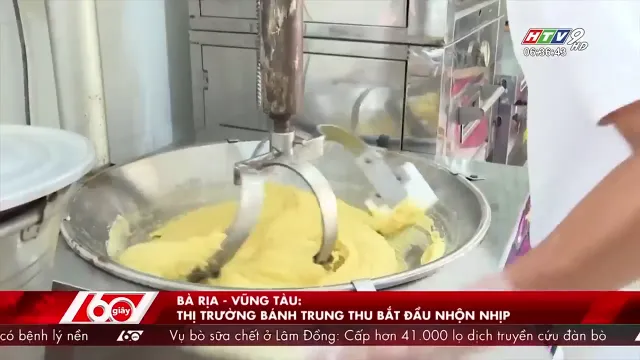 HTV9 HD
06:36:43
BÀ RỊA - VŨNG TÀU:
THỊ TRƯỜNG BÁNH TRUNG THU BẮT ĐẦU NHỘN NHỊP
60 giây
có bệnh lý nền Vụ bò sữa chết ở Lâm Đồng: Cấp hơn 41.000 lọ dịch truyền cứu đàn bò